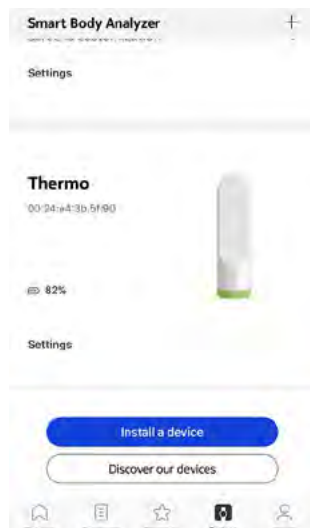 Smart Body Analyzer
Settings
Thermo
00:24:e4:3b:5f:90
82%
Settings
Install a device
Discover our devices